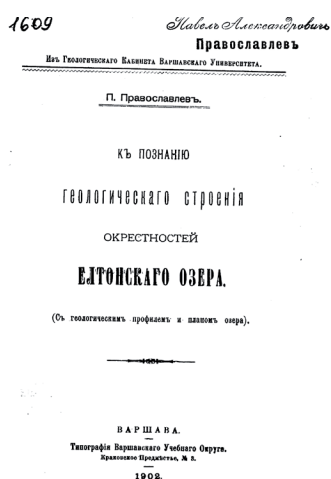 1609
Павелъ Александровичъ
Православлевъ
Изъ Геологическаго Кабинета Варшавскаго Университета.
П. Православлевъ.
КЪ ПОЗНАНІЮ
ГЕОЛОГИЧЕСКАГО СТРОЕНІЯ
ОКРЕСТНОСТЕЙ
ЕЛТОНСКАГО ОЗЕРА.
(Съ геологическимъ профилемъ и планомъ озера).
ВАРШАВА.
Типографія Варшавскаго Учебнаго Округа.
Краковское Предмѣстье, № 3.
1902.